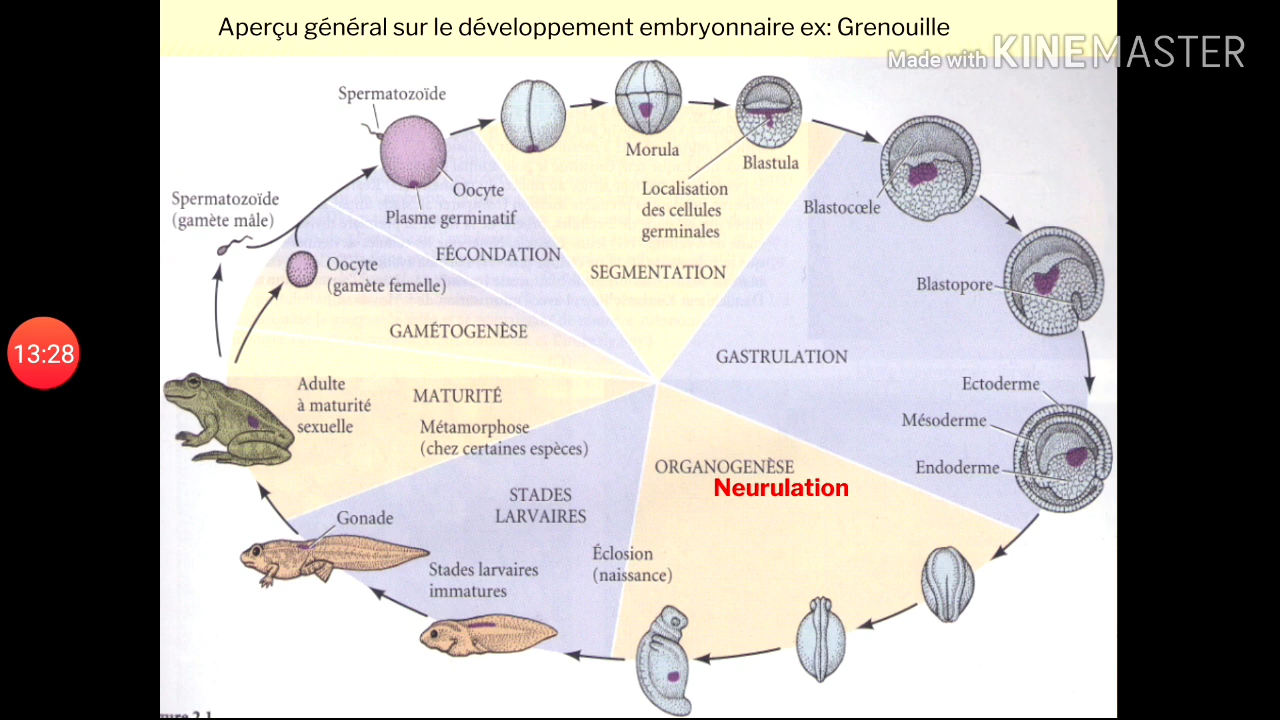 Aperçu général sur le développement embryonnaire ex: Grenouille
Made with KINEMASTER
Spermatozoïde
Morula
Blastula
Oocyte
Plasme germinatif
Localisation
des cellules
germinales
Blastocœle
Spermatozoïde
(gamète mâle)
FÉCONDATION
SEGMENTATION
Oocyte
(gamète femelle)
Blastopore
GAMÉTOGENÈSE
GASTRULATION
13:28
Adulte
à maturité
sexuelle
MATURITÉ
Métamorphose
(chez certaines espèces)
Ectoderme
Mésoderme
Endoderme
ORGANOGENÈSE
Neurulation
STADES
LARVAIRES
Gonade
Éclosion
(naissance)
Stades larvaires
immatures